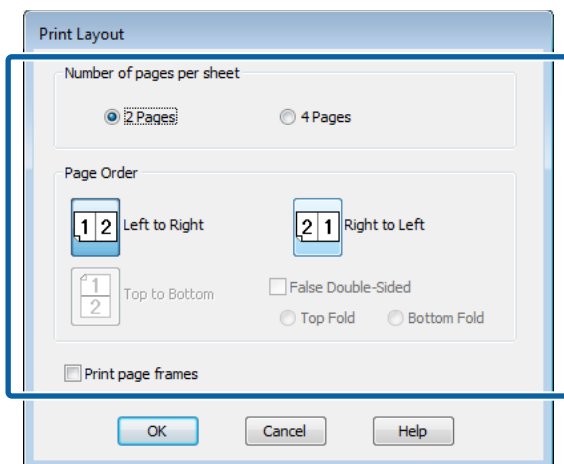 Print Layout
Number of pages per sheet
2 Pages 4 Pages
Page Order
1 2 Left to Right 2 1 Right to Left
1
2 Top to Bottom False Double-Sided
Top Fold Bottom Fold
Print page frames
OK Cancel Help